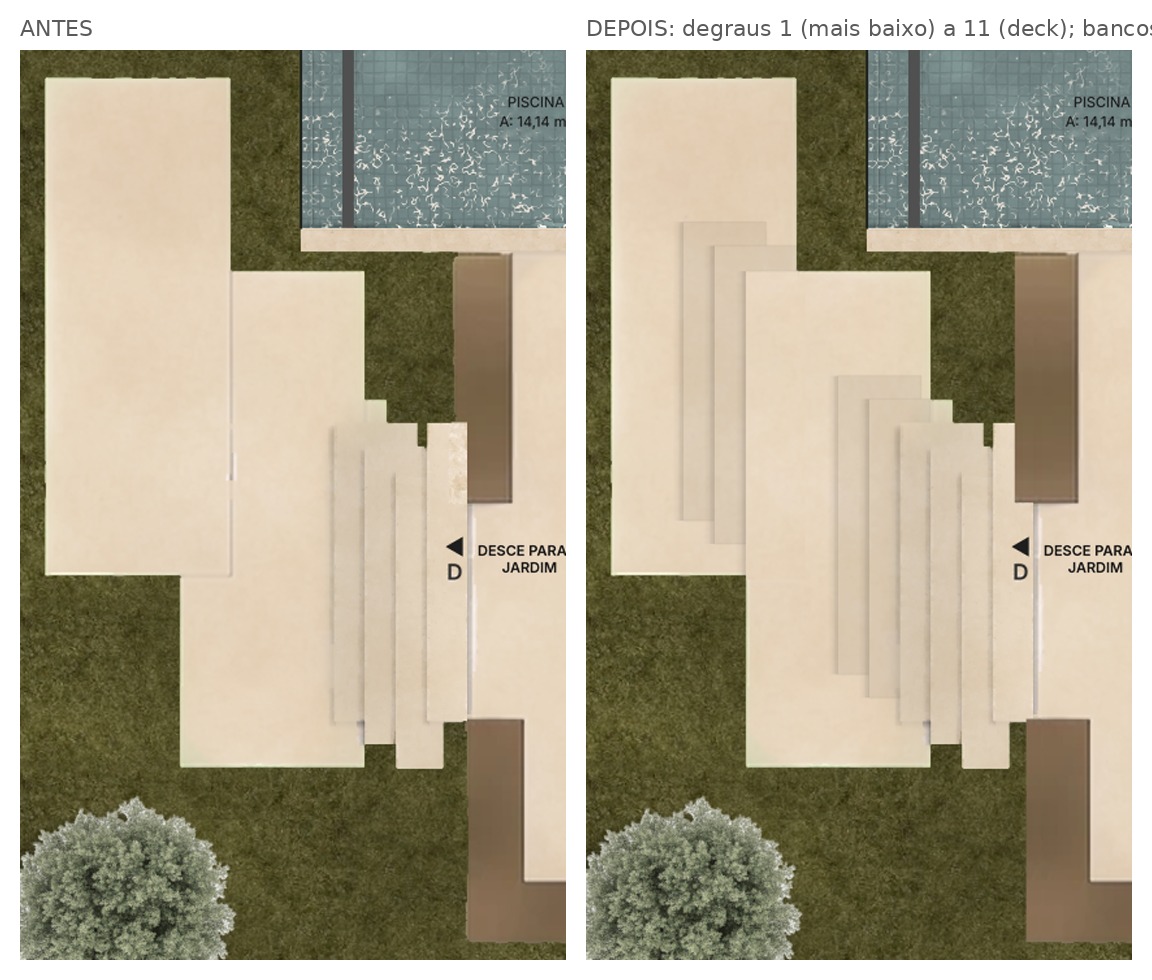 ANTES
DEPOIS: degraus 1 (mais baixo) a 11 (deck); bancos
PISCINA
A: 14,14 m
DESCE PARA
JARDIM
D
PISCINA
A: 14,14 m
DESCE PARA
JARDIM
D